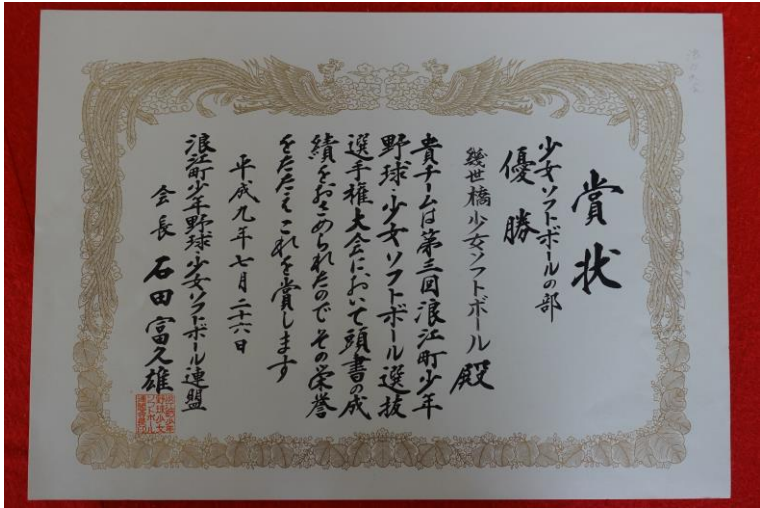 賞状
少女ソフトボールの部
優勝
幾世橋少女ソフトボール殿
貴チームは第三回浪江町少年
野球・少女ソフトボール選抜
選手権大会において頭書の成
績をおさめられたのでその栄誉
をたたえこれを賞します
平成九年七月二十六日
浪江町少年野球・少女ソフトボール連盟
会長 石田富久雄